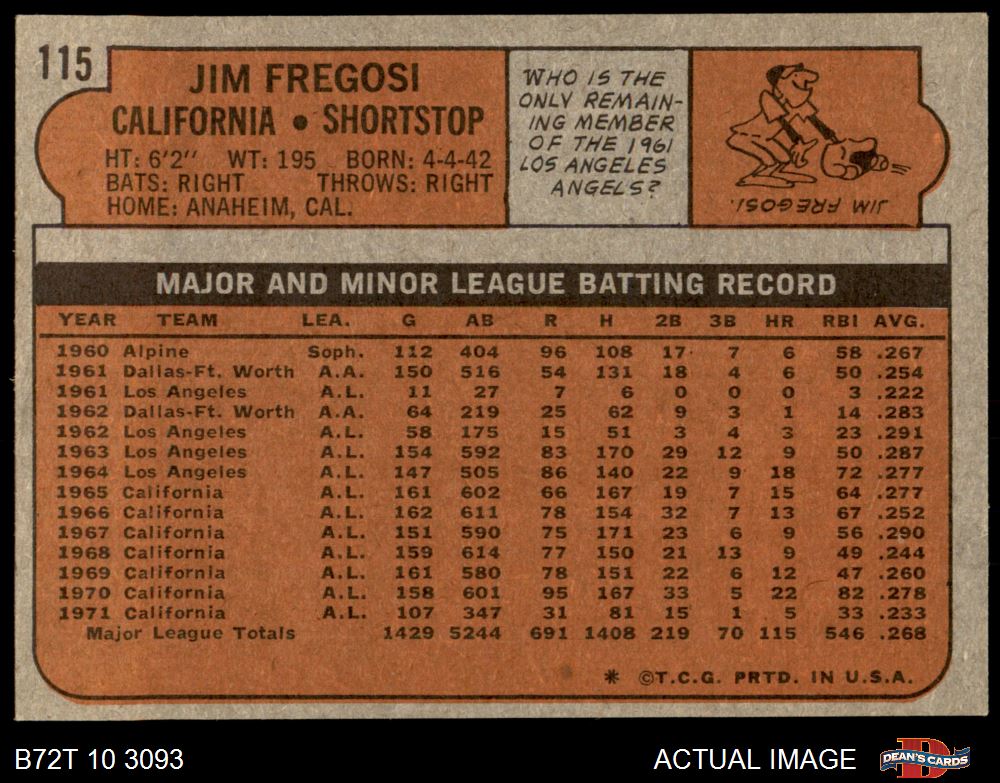 115
JIM FREGOSI
CALIFORNIA • SHORTSTOP
HT: 6'2" WT: 195 BORN: 4-4-42
BATS: RIGHT THROWS: RIGHT
HOME: ANAHEIM, CAL.
WHO IS THE
ONLY REMAIN-
ING MEMBER
OF THE 1961
LOS ANGELES
ANGELS?
JIM FREGOSI.
MAJOR AND MINOR LEAGUE BATTING RECORD
YEAR TEAM LEA. G AB R H 2B 3B HR RBI AVG.
1960 Alpine Soph. 112 404 96 108 17 7 6 58 .267
1961 Dallas-Ft. Worth A.A. 150 516 54 131 18 4 6 50 .254
1961 Los Angeles A.L. 11 27 7 6 0 0 0 3 .222
1962 Dallas-Ft. Worth A.A. 64 219 25 62 9 3 1 14 .283
1962 Los Angeles A.L. 58 175 15 51 3 4 3 23 .291
1963 Los Angeles A.L. 154 592 83 170 29 12 9 50 .287
1964 Los Angeles A.L. 147 505 86 140 22 9 18 72 .277
1965 California A.L. 161 602 66 167 19 7 15 64 .277
1966 California A.L. 162 611 78 154 32 7 13 67 .252
1967 California A.L. 151 590 75 171 23 6 9 56 .290
1968 California A.L. 159 614 77 150 21 13 9 49 .244
1969 California A.L. 161 580 78 151 22 6 12 47 .260
1970 California A.L. 158 601 95 167 33 5 22 82 .278
1971 California A.L. 107 347 31 81 15 1 5 33 .233
Major League Totals 1429 5244 691 1408 219 70 115 546 .268
* ©T.C.G. PRTD. IN U.S.A.
B72T 10 3093
ACTUAL IMAGE
D
DEAN'S CARDS